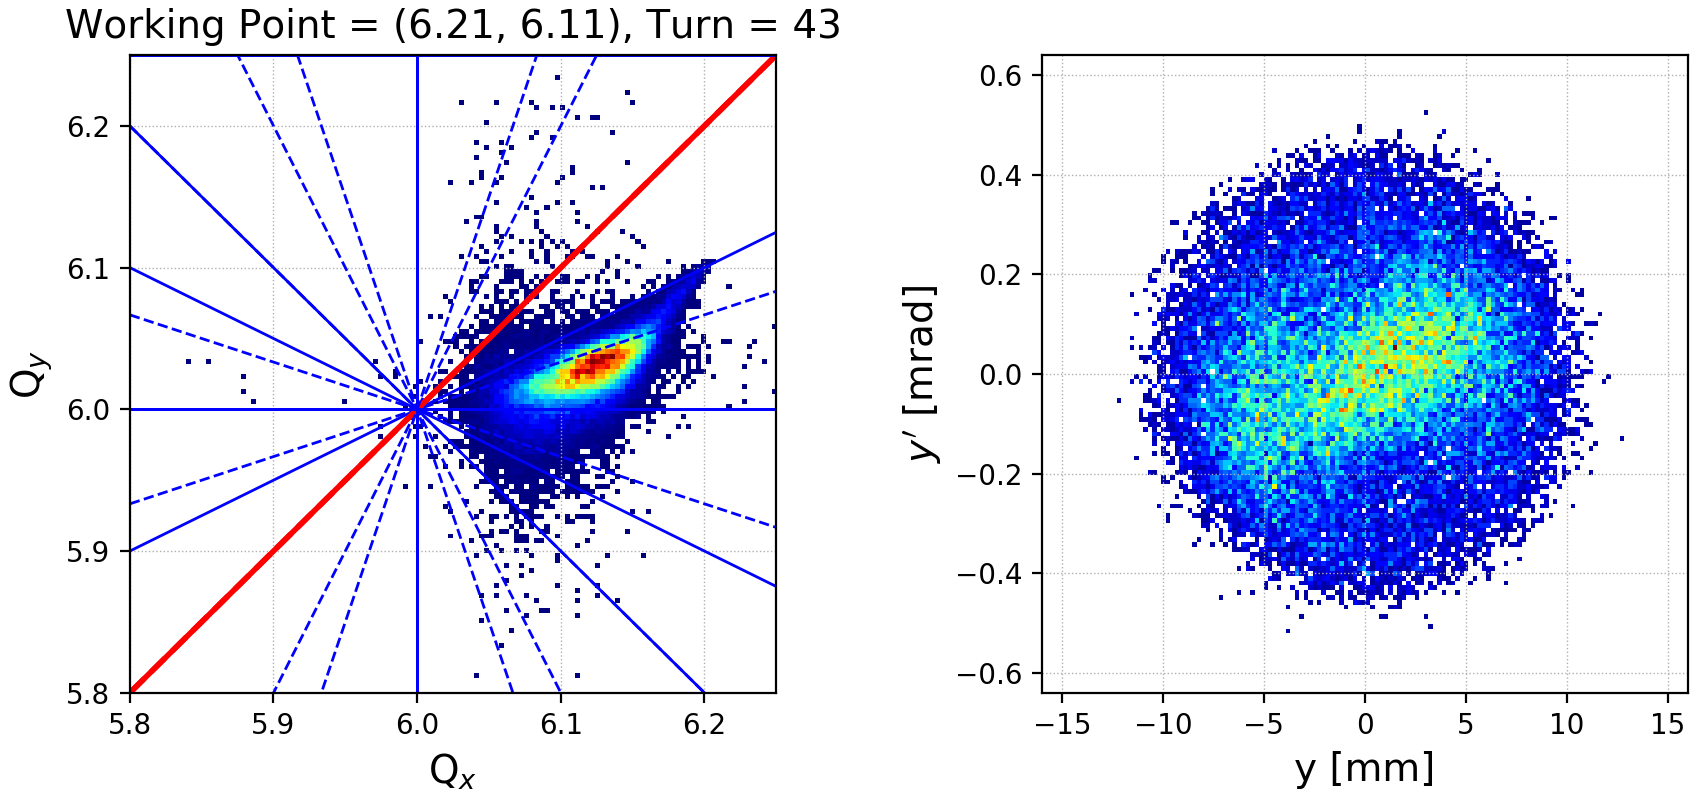 Working Point = (6.21, 6.11), Turn = 43
6.2
6.1
6.0
5.9
5.8
Q_y
5.8 5.9 6.0 6.1 6.2
Q_x
0.6
0.4
0.2
0.0
−0.2
−0.4
−0.6
y′ [mrad]
−15 −10 −5 0 5 10 15
y [mm]